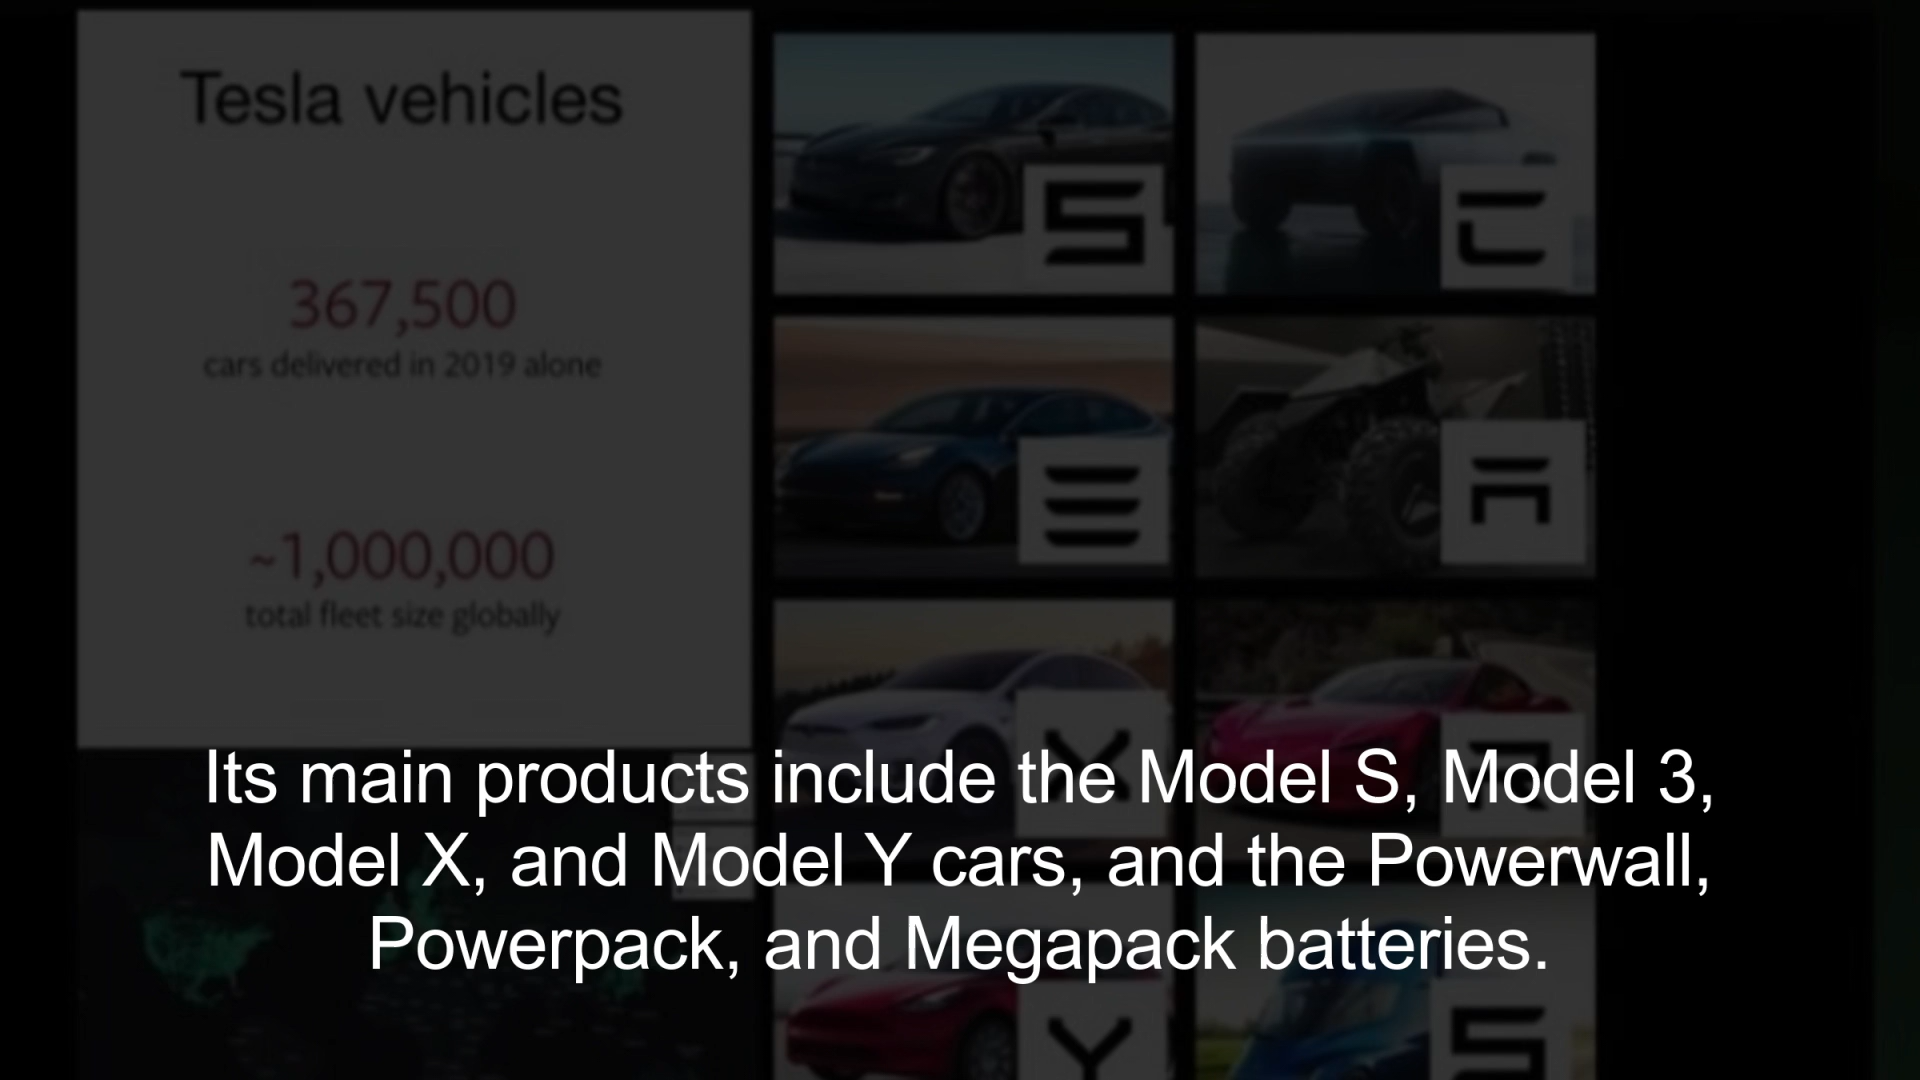 Tesla vehicles
367,500
cars delivered in 2019 alone
~1,000,000
total fleet size globally
S
X
Y
S
Its main products include the Model S, Model 3,
Model X, and Model Y cars, and the Powerwall,
Powerpack, and Megapack batteries.